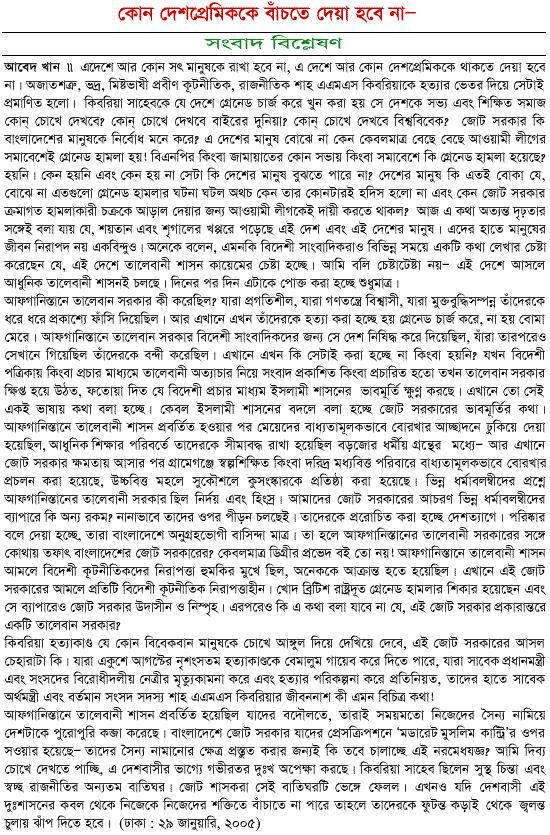 কোন দেশপ্রেমিককে বাঁচতে দেয়া হবে না–
সংবাদ বিশ্লেষণ
আবেদ খান ॥ এদেশে আর কোন সৎ মানুষকে রাখা হবে না, এ দেশে আর কোন দেশপ্রেমিককে থাকতে দেয়া হবে
না। অজাতশত্রু, ভদ্র, মিষ্টভাষী প্রবীণ কূটনীতিক, রাজনীতিক শাহ এএমএস কিবরিয়াকে হত্যার ভেতর দিয়ে সেটাই
প্রমাণিত হলো। কিবরিয়া সাহেবকে যে দেশে গ্রেনেড চার্জ করে খুন করা হয় সে দেশকে সভ্য এবং শিক্ষিত সমাজ
কোন্ চোখে দেখবে? কোন্ চোখে দেখবে বাইরের দুনিয়া? কোন্ চোখে দেখবে বিশ্ববিবেক? জোট সরকার কি
বাংলাদেশের মানুষকে নির্বোধ মনে করে? এ দেশের মানুষ বোঝে না কেন কেবলমাত্র বেছে বেছে আওয়ামী লীগের
সমাবেশেই গ্রেনেড হামলা হয়! বিএনপির কিংবা জামায়াতের কোন সভায় কিংবা সমাবেশে কি গ্রেনেড হামলা হয়েছে?
হয়নি। কেন হয়নি এবং কেন হয় না সেটা কি দেশের মানুষ বুঝতে পারে না? দেশের মানুষ কি এতই বোকা যে,
বোঝে না এতগুলো গ্রেনেড হামলার ঘটনা ঘটল অথচ কেন তার কোনটারই হদিস হলো না এবং কেন জোট সরকার
ক্রমাগত হামলাকারী চক্রকে আড়াল দেয়ার জন্য আওয়ামী লীগকেই দায়ী করতে থাকল? আজ এ কথা অত্যন্ত দৃঢ়তার
সঙ্গেই বলা যায় যে, শয়তান এবং শৃগালের খপ্পরে পড়েছে এই দেশ এবং এই দেশের মানুষ। এদের হাতে মানুষের
জীবন নিরাপদ নয় একবিন্দুও। অনেকে বলেন, এমনকি বিদেশী সাংবাদিকরাও বিভিন্ন সময়ে একটি কথা লেখার চেষ্টা
করেছেন যে, এই দেশে তালেবানী শাসন কায়েমের চেষ্টা হচ্ছে। আমি বলি চেষ্টাটেষ্টা নয়– এই দেশে আসলে
আধুনিক তালেবানী শাসনই চলছে। দিনের পর দিন এটাকে পোক্ত করা হচ্ছে শুধুমাত্র।
আফগানিস্তানে তালেবান সরকার কী করেছিল? যারা প্রগতিশীল, যারা গণতন্ত্রে বিশ্বাসী, যারা মুক্তবুদ্ধিসম্পন্ন তাঁদেরকে
ধরে ধরে প্রকাশ্যে ফাঁসি দিয়েছিল। আর এখানে এখন তাঁদেরকে হত্যা করা হচ্ছে হয় গ্রেনেড চার্জ করে, না হয় বোমা
মেরে। আফগানিস্তানে তালেবান সরকার বিদেশী সাংবাদিকদের জন্য সে দেশ নিষিদ্ধ করে দিয়েছিল, যাঁরা তারপরেও
সেখানে গিয়েছিল তাঁদেরকে বন্দী করেছিল। এখানে এখন কি সেটাই করা হচ্ছে না কিংবা হয়নি? যখন বিদেশী
পত্রিকায় কিংবা প্রচার মাধ্যমে তালেবানী অত্যাচার নিয়ে সংবাদ প্রকাশিত কিংবা প্রচারিত হতো তখন তালেবান সরকার
ক্ষিপ্ত হয়ে উঠত, ফতোয়া দিত যে বিদেশী প্রচার মাধ্যম ইসলামী শাসনের ভাবমূর্তি ক্ষুণ্ণ করছে। এখানে তো সেই
একই ভাষায় কথা বলা হচ্ছে। কেবল ইসলামী শাসনের বদলে বলা হচ্ছে জোট সরকারের ভাবমূর্তির কথা।
আফগানিস্তানে তালেবানী শাসন প্রবর্তিত হওয়ার পর মেয়েদের বাধ্যতামূলকভাবে বোরখার আচ্ছাদনে ঢুকিয়ে দেয়া
হয়েছিল, আধুনিক শিক্ষার পরিবর্তে তাদেরকে সীমাবদ্ধ রাখা হয়েছিল বড়জোর ধর্মীয় গ্রন্থের মধ্যে– আর এখানে
জোট সরকার ক্ষমতায় আসার পর গ্রামেগঞ্জে স্বল্পশিক্ষিত কিংবা দরিদ্র মধ্যবিত্ত পরিবারে বাধ্যতামূলকভাবে বোরখার
প্রচলন করা হয়েছে, উচ্চবিত্ত মহলে সুকৌশলে কুসংস্কারকে প্রতিষ্ঠা করা হয়েছে। ভিন্ন ধর্মাবলম্বীদের প্রশ্নে
আফগানিস্তানের তালেবানী সরকার ছিল নির্দয় এবং হিংস্র। আমাদের জোট সরকারের আচরণ ভিন্ন ধর্মাবলম্বীদের
ব্যাপারে কি অন্য রকম? নানাভাবে তাদের ওপর পীড়ন চলছেই। তাদেরকে প্ররোচিত করা হচ্ছে দেশত্যাগে। পরিষ্কার
বলে দেয়া হচ্ছে, তারা বাংলাদেশে অনুগ্রহভোগী বাসিন্দা মাত্র। তা হলে আফগানিস্তানের তালেবানী সরকারের সঙ্গে
কোথায় তফাৎ বাংলাদেশের জোট সরকারের? কেবলমাত্র ডিগ্রীর প্রভেদ বই তো নয়! আফগানিস্তানে তালেবানী শাসন
আমলে বিদেশী কূটনীতিকদের নিরাপত্তা হুমকির মুখে ছিল, অনেককে আক্রান্ত হতে হয়েছিল। এখানে এই জোট
সরকারের আমলে প্রতিটি বিদেশী কূটনীতিক নিরাপত্তাহীন। খোদ ব্রিটিশ রাষ্ট্রদূত গ্রেনেড হামলার শিকার হয়েছেন এবং
সে ব্যাপারেও জোট সরকার উদাসীন ও নিস্পৃহ। এরপরেও কি এ কথা বলা যাবে না যে, এই জোট সরকার প্রকারান্তরে
একটি তালেবান সরকার?
কিবরিয়া হত্যাকাণ্ড যে কোন বিবেকবান মানুষকে চোখে আঙ্গুল দিয়ে দেখিয়ে দেবে, এই জোট সরকারের আসল
চেহারাটা কি। যারা একুশে আগস্টের নৃশংসতম হত্যাকাণ্ডকে বেমালুম গায়েব করে দিতে পারে, যারা সাবেক প্রধানমন্ত্রী
এবং সংসদের বিরোধীদলীয় নেত্রীর মৃত্যুকামনা করে এবং হত্যার পরিকল্পনা করে প্রতিনিয়ত, তাদের হাতে সাবেক
অর্থমন্ত্রী এবং বর্তমান সংসদ সদস্য শাহ এএমএস কিবরিয়ার জীবননাশ কী এমন বিচিত্র কথা!
আফগানিস্তানে তালেবানী শাসন প্রবর্তিত হয়েছিল যাদের বদৌলতে, তারাই সময়মতো নিজেদের সৈন্য নামিয়ে
দেশটাকে পুরোপুরি কজা করেছে। বাংলাদেশে জোট সরকার যাদের প্রেসক্রিপশনে ‘মডারেট মুসলিম কান্ট্রি’র ওপর
সওয়ার হয়েছে– তাদের সৈন্য নামানোর ক্ষেত্র প্রস্তুত করার জন্যই কি তবে চালাচ্ছে এই নরমেধযজ্ঞ? আমি দিব্য
চোখে দেখতে পাচ্ছি, এ দেশবাসীর ভাগ্যে গভীরতর দুঃখ অপেক্ষা করছে। কিবরিয়া সাহেব ছিলেন সুস্থ চিন্তা এবং
স্বচ্ছ রাজনীতির অন্যতম বাতিঘর। জোট শাসকরা সেই বাতিঘরটি ভেঙ্গে ফেলল। এখনও যদি দেশবাসী এই
দুঃশাসনের কবল থেকে নিজেকে নিজেদের শক্তিতে বাঁচাতে না পারে তাহলে তাদেরকে ফুটন্ত কড়াই থেকে জ্বলন্ত
চুলায় ঝাঁপ দিতে হবে। (ঢাকা : ২৯ জানুয়ারি, ২০০৫)